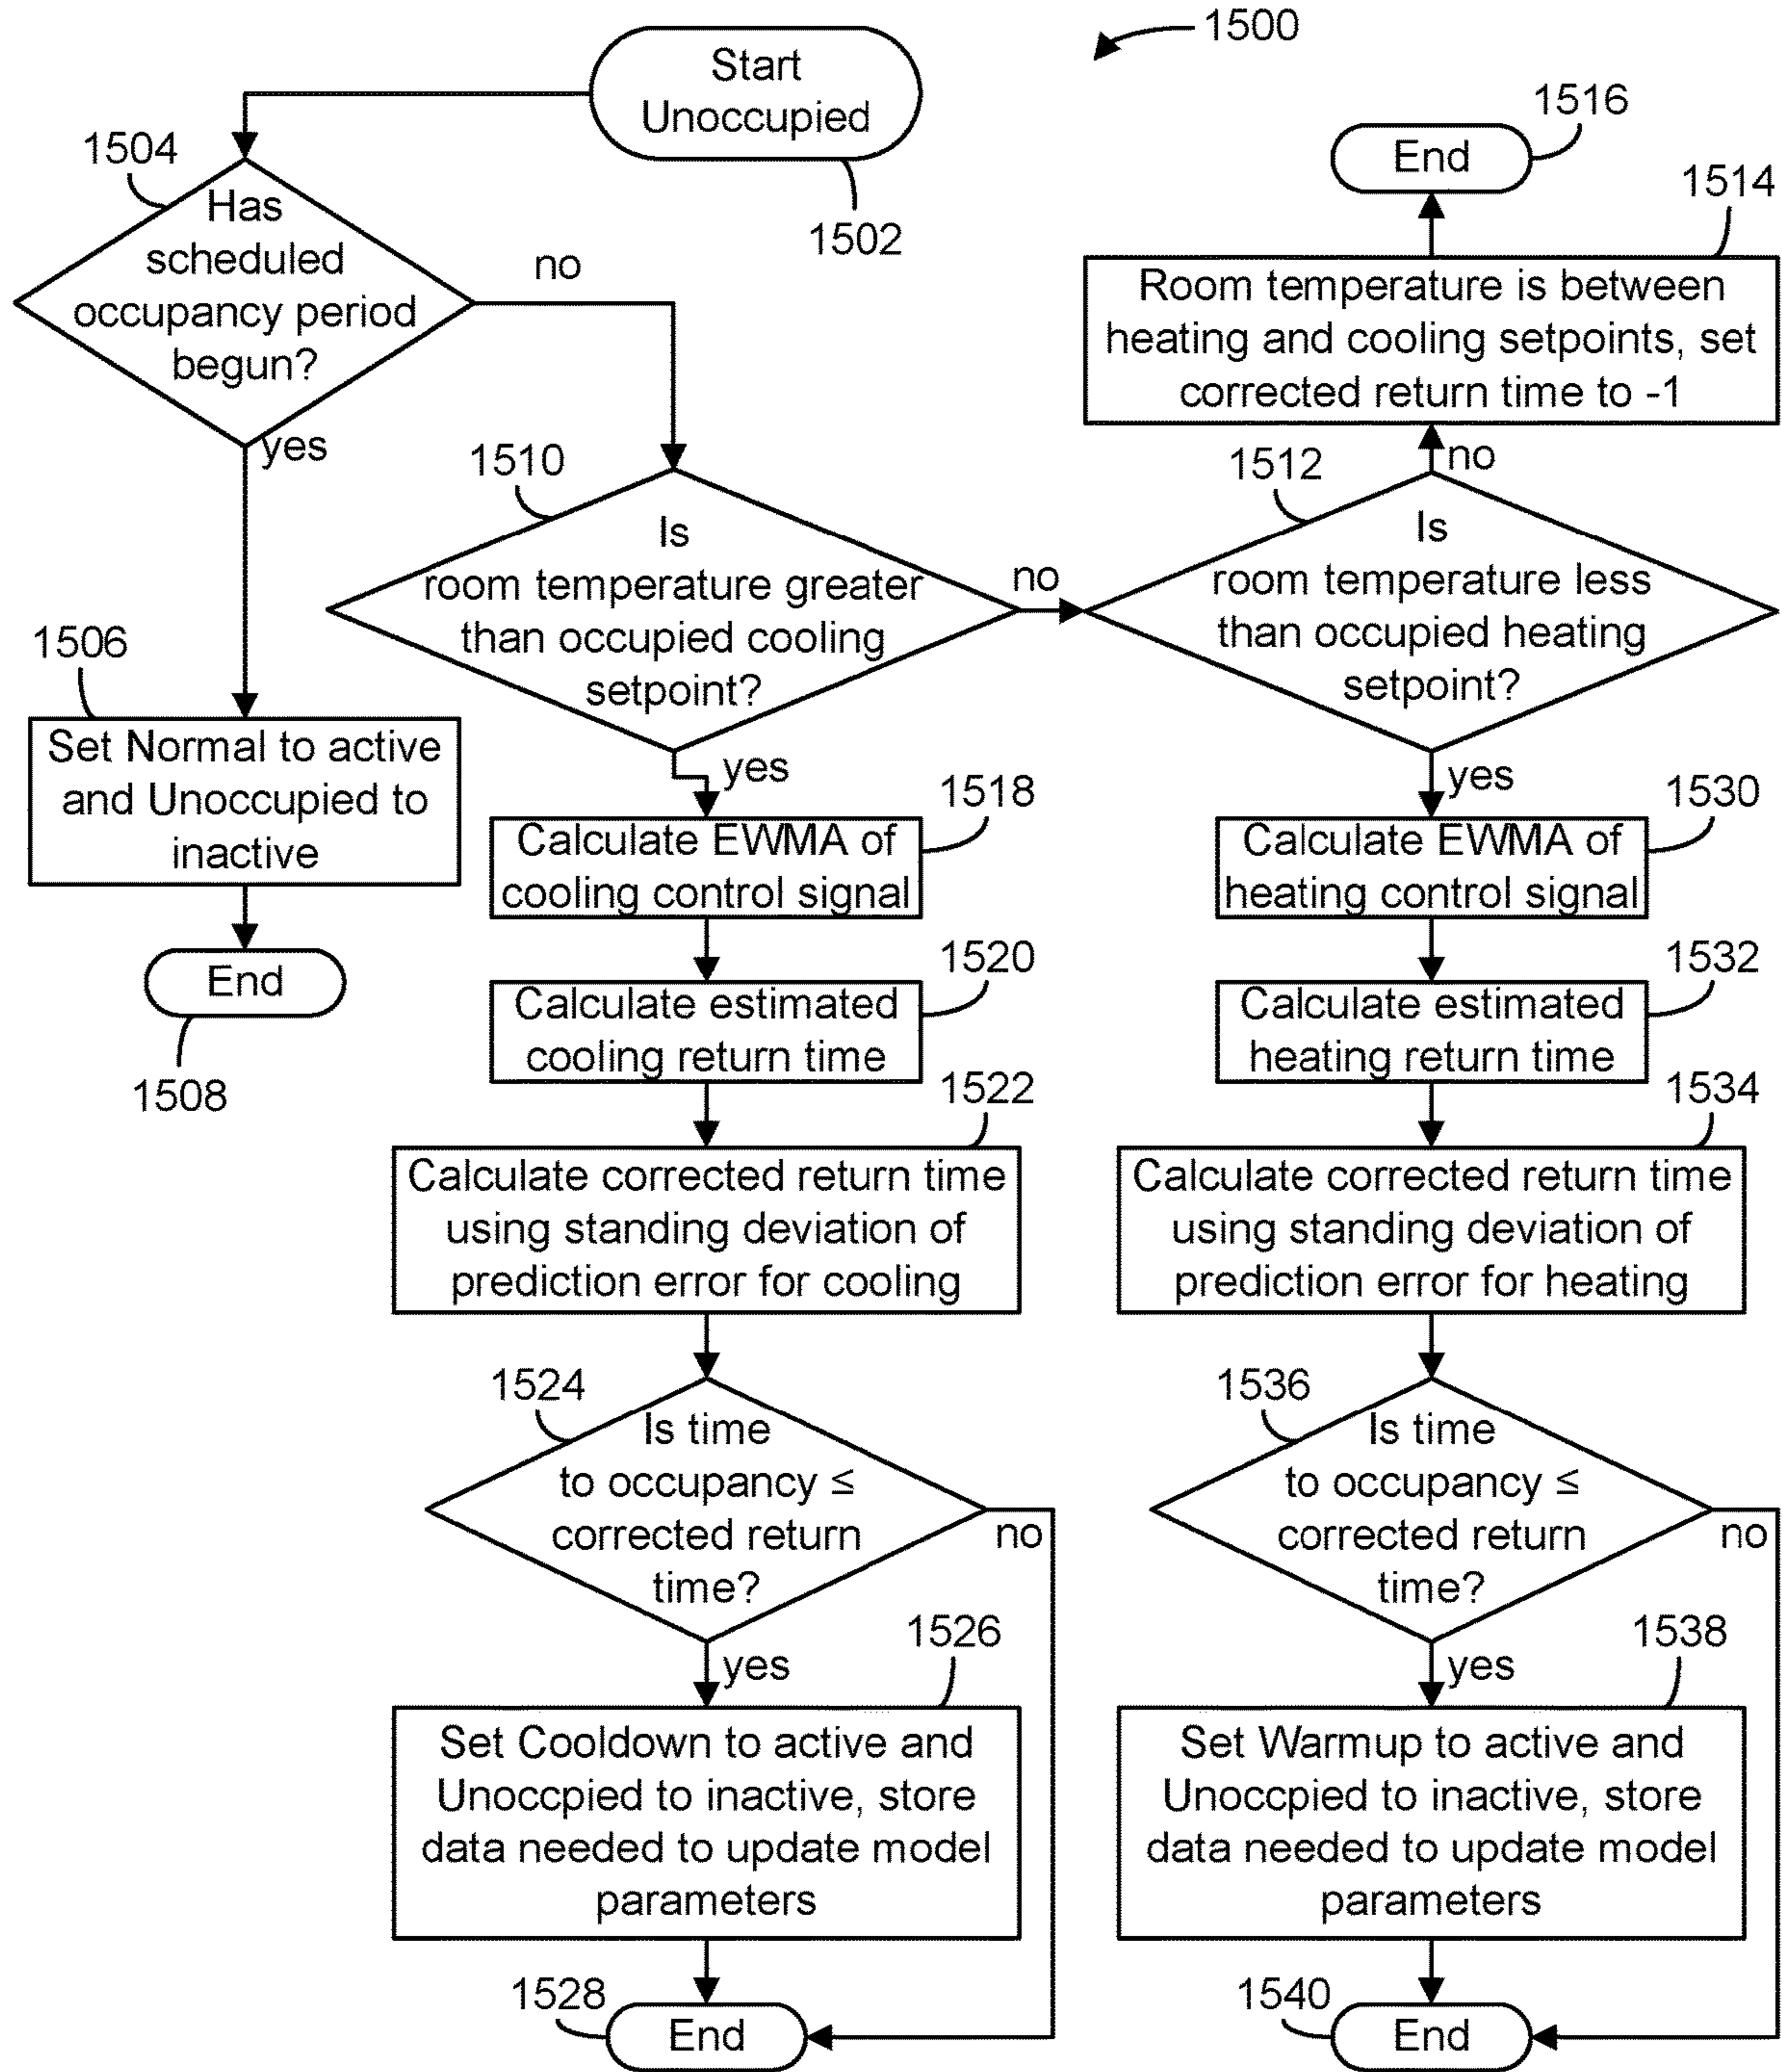 1500
Start
Unoccupied
1502
1504
Has
scheduled
occupancy period
begun?
no
yes
1506
Set Normal to active
and Unoccupied to
inactive
End
1508
1510
Is
room temperature greater
than occupied cooling
setpoint?
no
yes
1512
Is
room temperature less
than occupied heating
setpoint?
no
yes
1514
Room temperature is between
heating and cooling setpoints, set
corrected return time to -1
End
1516
1518
Calculate EWMA of
cooling control signal
1520
Calculate estimated
cooling return time
1522
Calculate corrected return time
using standing deviation of
prediction error for cooling
1524
Is time
to occupancy ≤
corrected return
time?
no
yes
1526
Set Cooldown to active and
Unoccpied to inactive, store
data needed to update model
parameters
1528
End
1530
Calculate EWMA of
heating control signal
1532
Calculate estimated
heating return time
1534
Calculate corrected return time
using standing deviation of
prediction error for heating
1536
Is time
to occupancy ≤
corrected return
time?
no
yes
1538
Set Warmup to active and
Unoccpied to inactive, store
data needed to update model
parameters
1540
End